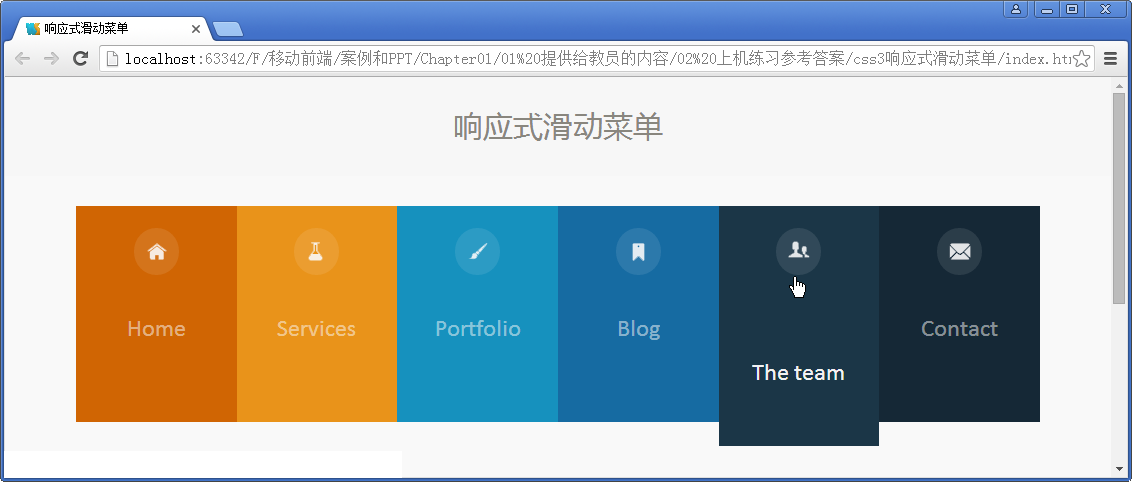 响应式滑动菜单
localhost:63342/F/移动前端/案例和PPT/Chapter01/01%20提供给教员的内容/02%20上机练习参考答案/css3响应式滑动菜单/index.htm
响应式滑动菜单
Home
Services
Portfolio
Blog
The team
Contact